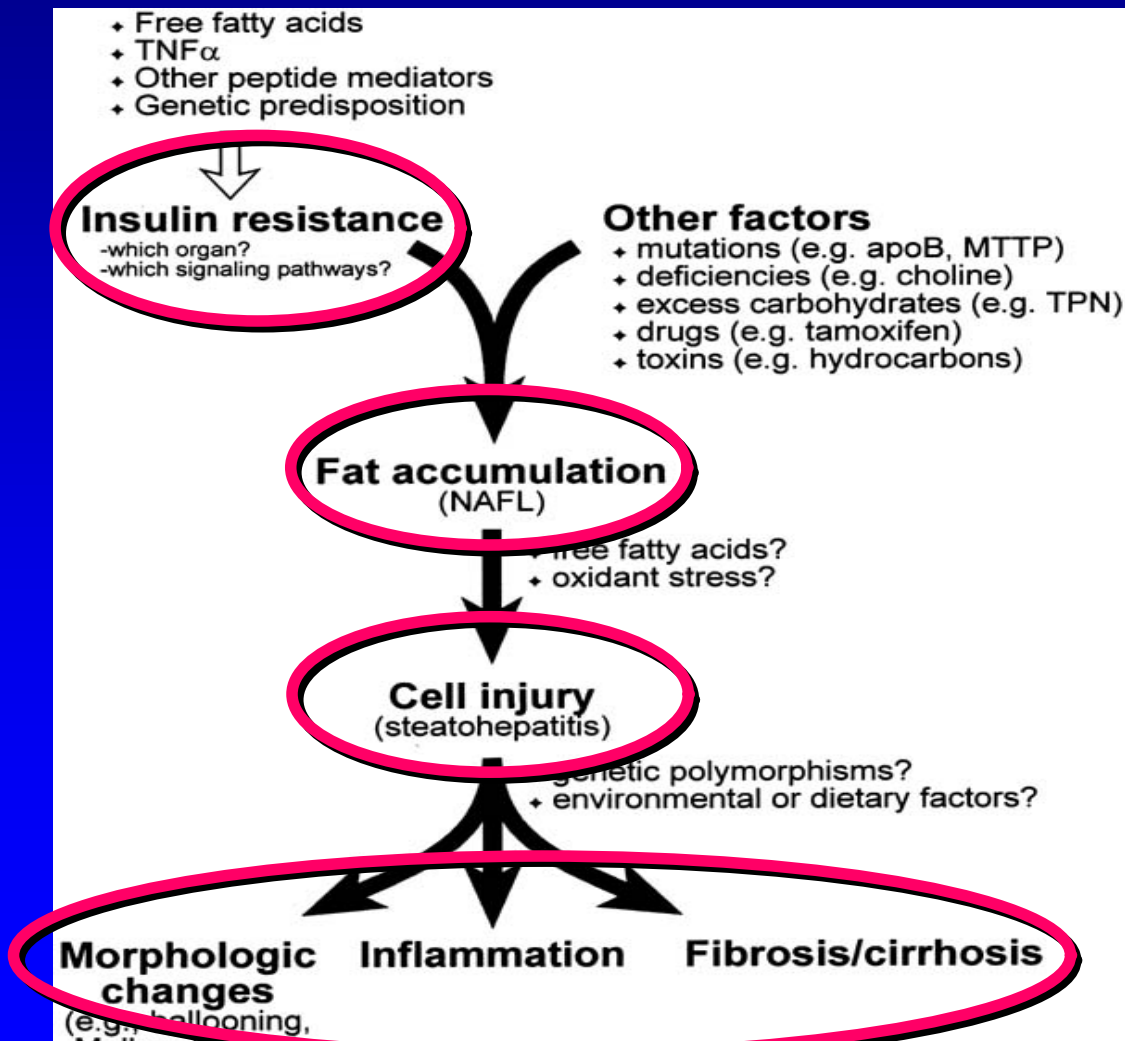 ✦ Free fatty acids
✦ TNFα
✦ Other peptide mediators
✦ Genetic predisposition
Insulin resistance
-which organ?
-which signaling pathways?
Other factors
✦ mutations (e.g. apoB, MTTP)
✦ deficiencies (e.g. choline)
✦ excess carbohydrates (e.g. TPN)
✦ drugs (e.g. tamoxifen)
✦ toxins (e.g. hydrocarbons)
Fat accumulation
(NAFL)
✦ free fatty acids?
✦ oxidant stress?
Cell injury
(steatohepatitis)
genetic polymorphisms?
✦ environmental or dietary factors?
Morphologic
changes
(e.g., ballooning,
Inflammation
Fibrosis/cirrhosis